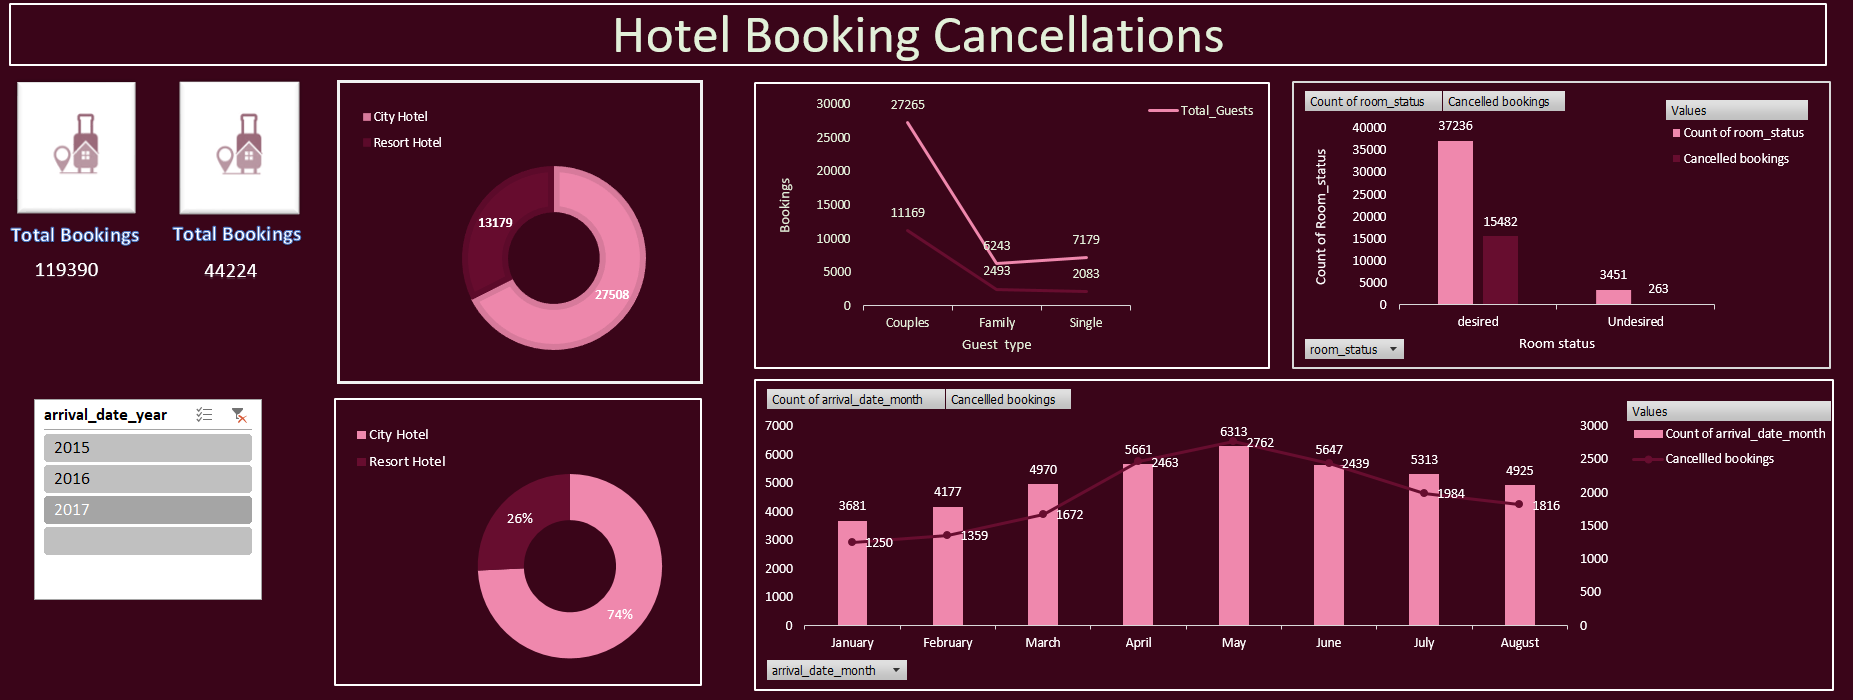 Hotel Booking Cancellations
Total Bookings
119390
Total Bookings
44224
City Hotel
Resort Hotel
13179
27508
arrival_date_year
2015
2016
2017
City Hotel
Resort Hotel
26%
74%
Total_Guests
Bookings
30000
25000
20000
15000
10000
5000
0
27265
11169
6243
2493
7179
2083
Couples Family Single
Guest type
Count of room_status Cancelled bookings
Values
Count of room_status
Cancelled bookings
Count of Room_status
40000
35000
30000
25000
20000
15000
10000
5000
0
37236
15482
3451
263
desired Undesired
Room status
room_status
Count of arrival_date_month Cancellled bookings
Values
Count of arrival_date_month
Cancellled bookings
7000
6000
5000
4000
3000
2000
1000
0
3681 4177 4970 5661 6313 5647 5313 4925
1250 1359 1672 2463 2762 2439 1984 1816
3000
2500
2000
1500
1000
500
0
January February March April May June July August
arrival_date_month